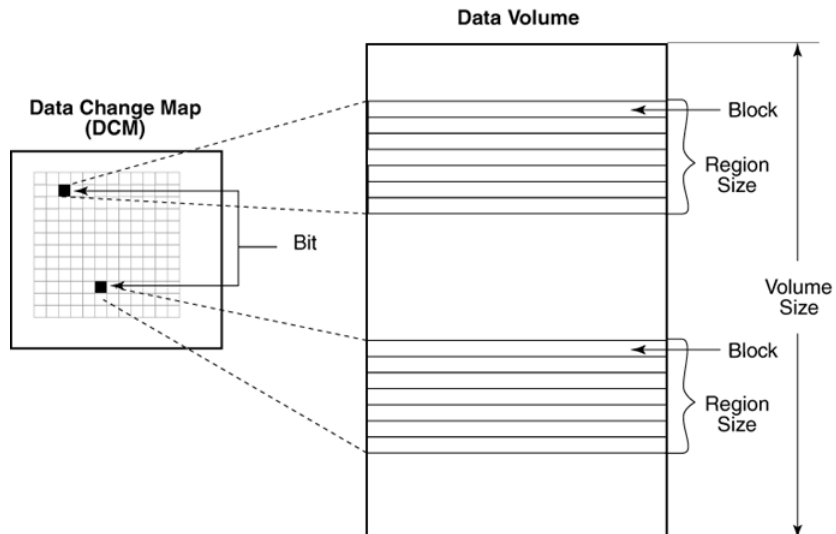 Data Volume
Data Change Map
(DCM)
Block
Region
Size
Bit
Volume
Size
Block
Region
Size